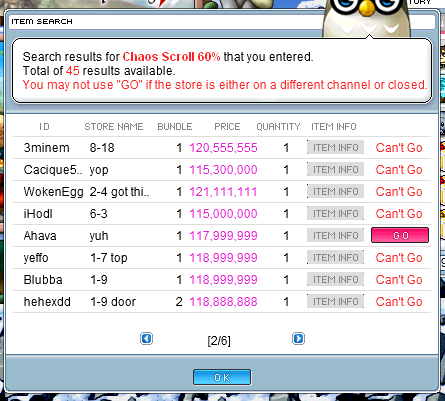 TORY
ITEM SEARCH
Search results for Chaos Scroll 60% that you entered.
Total of 45 results available.
You may not use "GO" if the store is either on a different channel or closed.
ID STORE NAME BUNDLE PRICE QUANTITY ITEM INFO
3minem 8-18 1 120,555,555 1 ITEM INFO Can't Go
Cacique5.. yop 1 115,300,000 1 ITEM INFO Can't Go
WokenEgg 2-4 got thi.. 1 121,111,111 1 ITEM INFO Can't Go
iHodl 6-3 1 115,000,000 1 ITEM INFO Can't Go
Ahava yuh 1 117,999,999 1 ITEM INFO GO
yeffo 1-7 top 1 118,999,999 1 ITEM INFO Can't Go
Blubba 1-9 1 118,999,999 1 ITEM INFO Can't Go
hehexdd 1-9 door 2 118,888,888 1 ITEM INFO Can't Go
[2/6]
OK